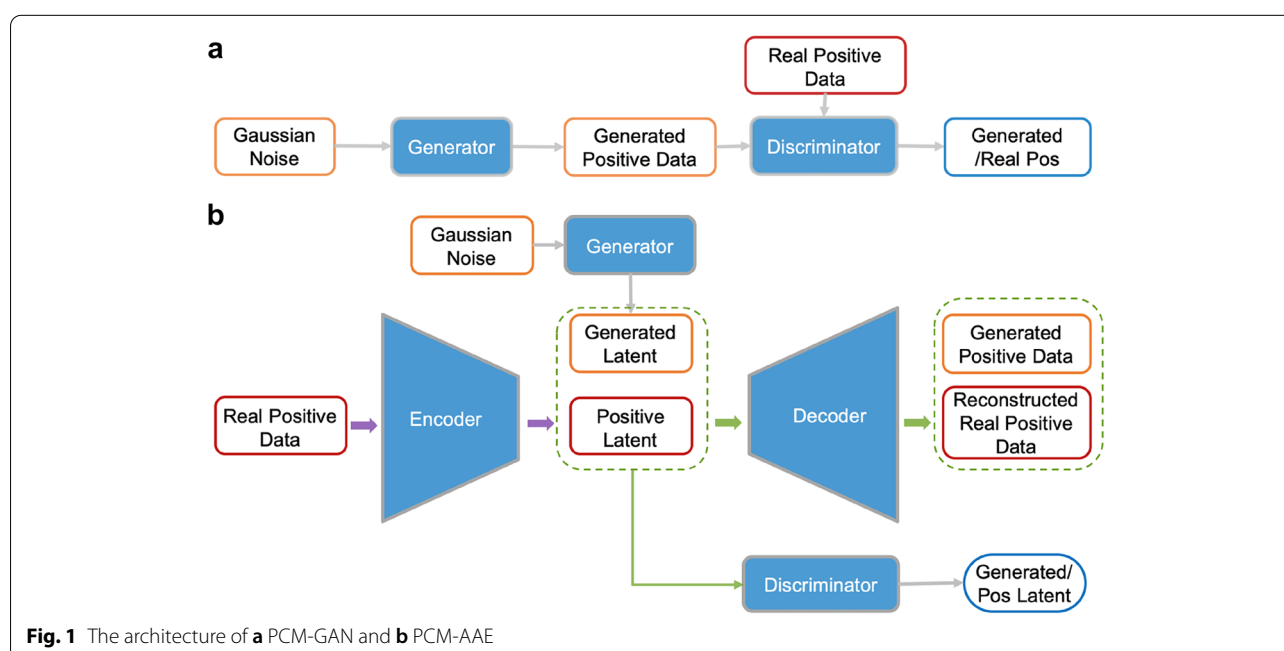 a
Real Positive
Data
Gaussian
Noise
Generator
Generated
Positive Data
Discriminator
Generated
/Real Pos
b
Gaussian
Noise
Generator
Generated
Latent
Generated
Positive Data
Real Positive
Data
Encoder
Positive
Latent
Decoder
Reconstructed
Real Positive
Data
Discriminator
Generated/
Pos Latent
Fig. 1 The architecture of a PCM-GAN and b PCM-AAE